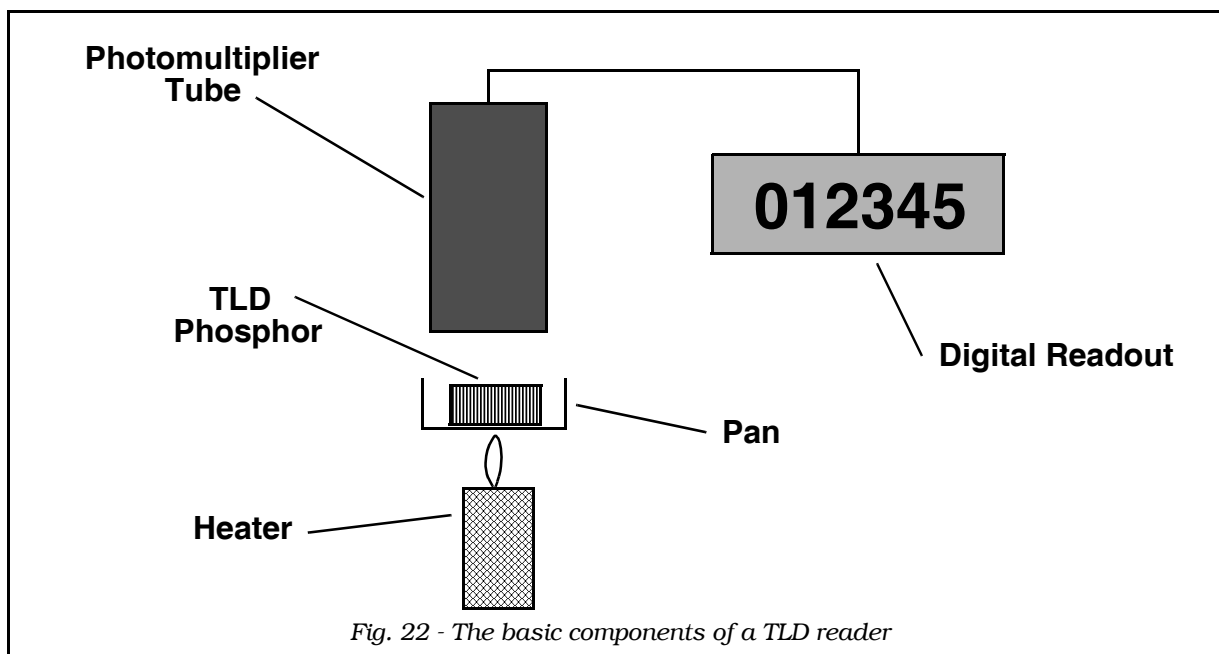 Photomultiplier
Tube
012345
TLD
Phosphor
Digital Readout
Pan
Heater
Fig. 22 - The basic components of a TLD reader